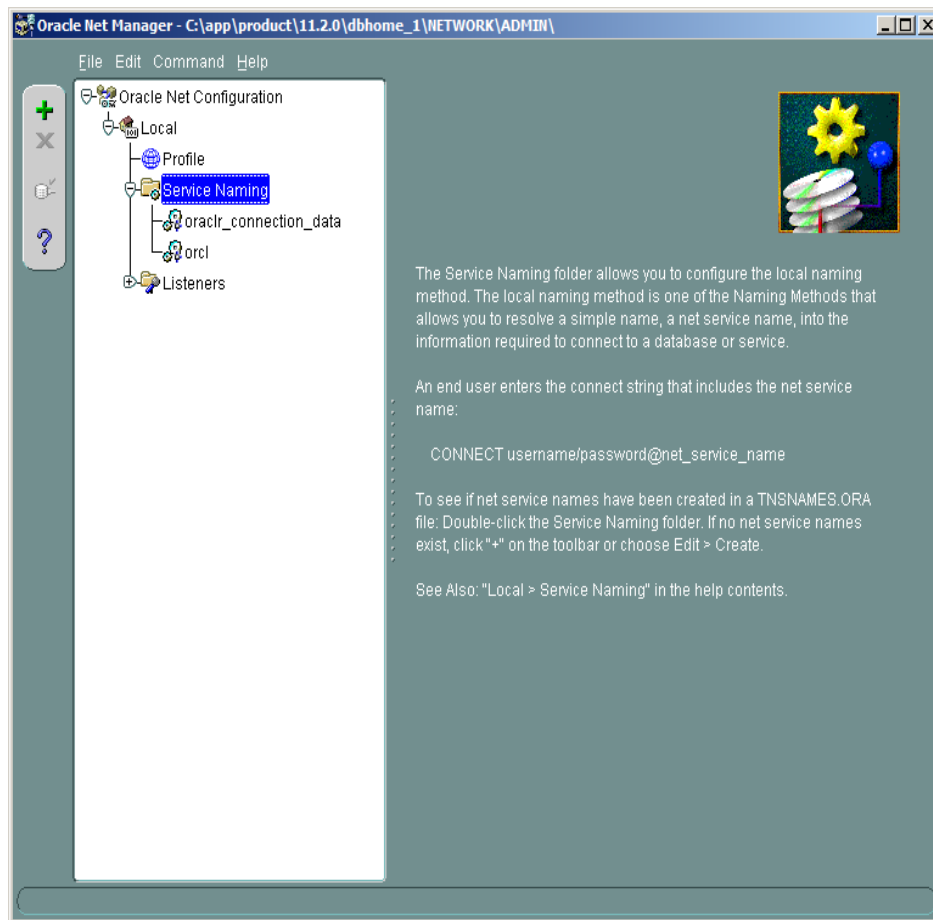 Oracle Net Manager - C:\app\product\11.2.0\dbhome_1\NETWORK\ADMIN\
File Edit Command Help
Oracle Net Configuration
Local
Profile
Service Naming
oraclr_connection_data
orcl
Listeners
The Service Naming folder allows you to configure the local naming
method. The local naming method is one of the Naming Methods that
allows you to resolve a simple name, a net service name, into the
information required to connect to a database or service.
An end user enters the connect string that includes the net service
name:
CONNECT username/password@net_service_name
To see if net service names have been created in a TNSNAMES.ORA
file: Double-click the Service Naming folder. If no net service names
exist, click "+" on the toolbar or choose Edit > Create.
See Also: "Local > Service Naming" in the help contents.